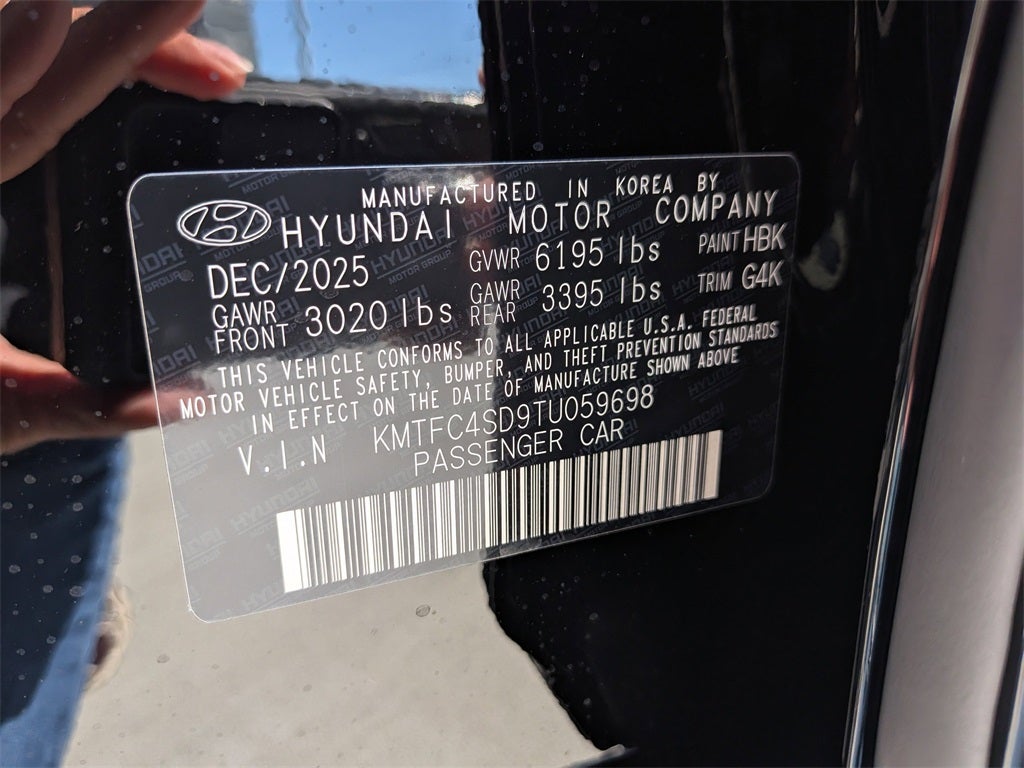 MANUFACTURED IN KOREA BY
HYUNDAI MOTOR COMPANY
DEC/2025 GVWR 6195 lbs PAINT HBK
GAWR FRONT 3020 lbs GAWR REAR 3395 lbs TRIM G4K
THIS VEHICLE CONFORMS TO ALL APPLICABLE U.S.A. FEDERAL
MOTOR VEHICLE SAFETY, BUMPER, AND THEFT PREVENTION STANDARDS
IN EFFECT ON THE DATE OF MANUFACTURE SHOWN ABOVE
V.I.N KMTFC4SD9TU059698
PASSENGER CAR